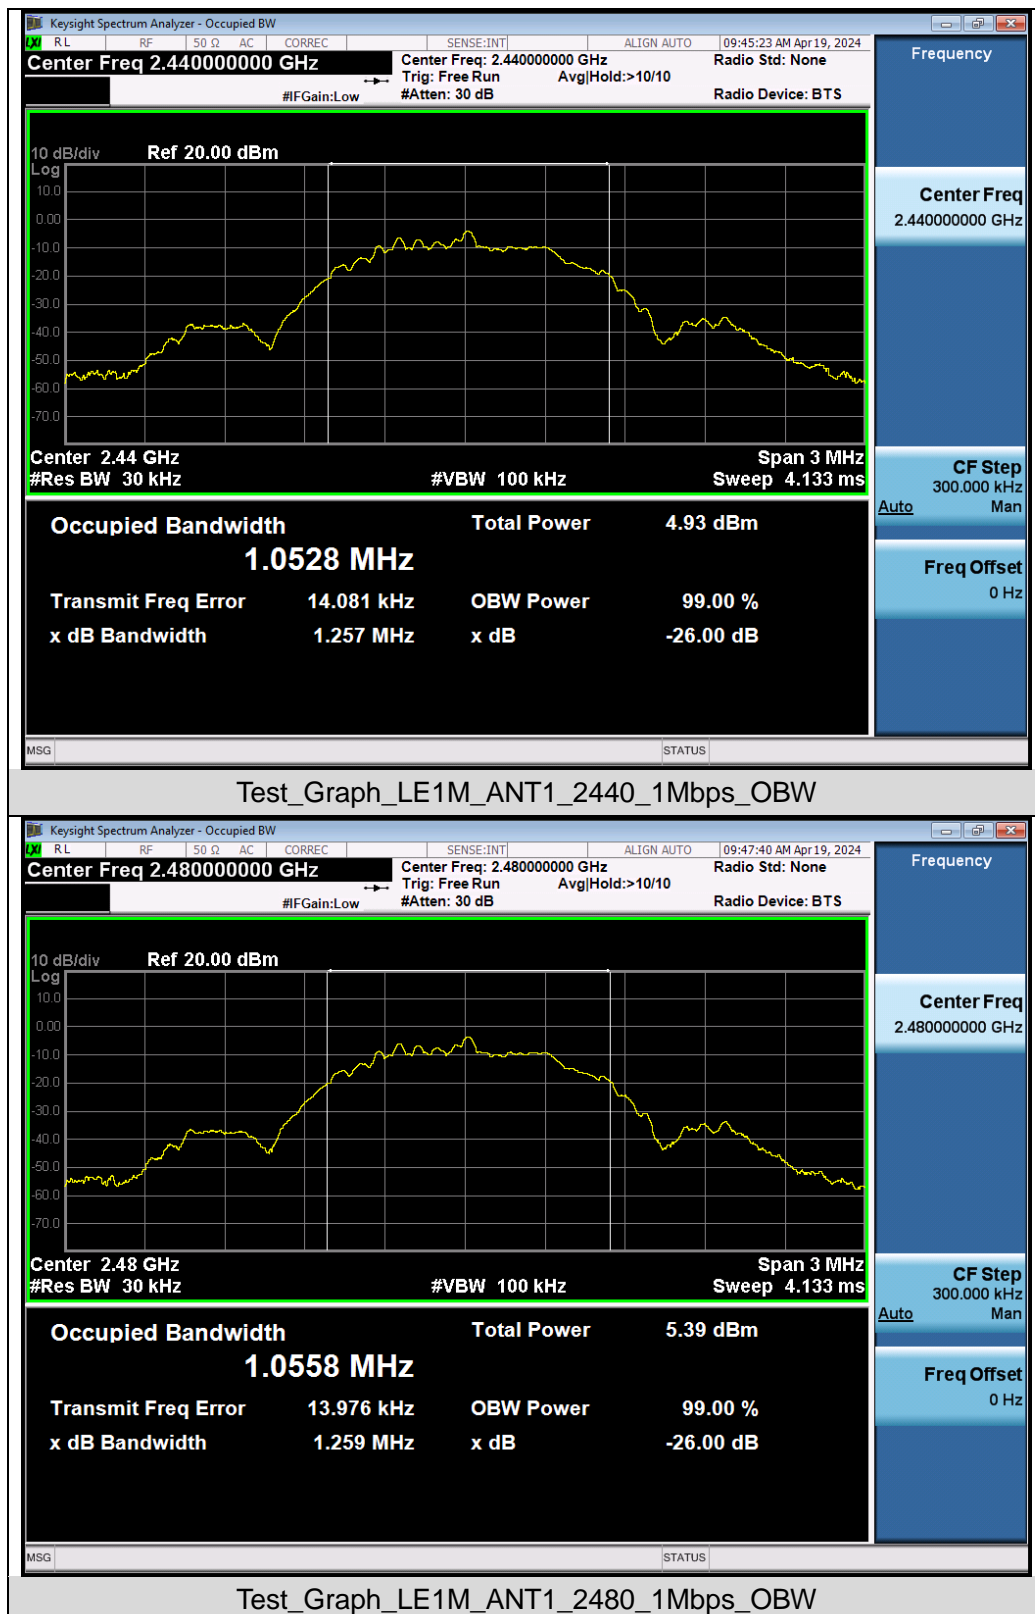 Keysight Spectrum Analyzer - Occupied BW
LXI RL RF 50 Ω AC CORREC SENSE:INT ALIGN AUTO 09:45:23 AM Apr 19, 2024
Center Freq 2.440000000 GHz
Center Freq: 2.440000000 GHz
Radio Std: None
Trig: Free Run Avg|Hold:>10/10
#IFGain:Low
#Atten: 30 dB
Radio Device: BTS
Frequency
10 dB/div Ref 20.00 dBm
Log
10.0
0.00
-10.0
-20.0
-30.0
-40.0
-50.0
-60.0
-70.0
Center Freq
2.440000000 GHz
Center 2.44 GHz Span 3 MHz
#Res BW 30 kHz #VBW 100 kHz Sweep 4.133 ms
CF Step
300.000 kHz
Auto Man
Occupied Bandwidth Total Power 4.93 dBm
1.0528 MHz
Transmit Freq Error 14.081 kHz OBW Power 99.00 %
x dB Bandwidth 1.257 MHz x dB -26.00 dB
Freq Offset
0 Hz
MSG STATUS
Test_Graph_LE1M_ANT1_2440_1Mbps_OBW
Keysight Spectrum Analyzer - Occupied BW
LXI RL RF 50 Ω AC CORREC SENSE:INT ALIGN AUTO 09:47:40 AM Apr 19, 2024
Center Freq 2.480000000 GHz
Center Freq: 2.480000000 GHz
Radio Std: None
Trig: Free Run Avg|Hold:>10/10
#IFGain:Low
#Atten: 30 dB
Radio Device: BTS
Frequency
10 dB/div Ref 20.00 dBm
Log
10.0
0.00
-10.0
-20.0
-30.0
-40.0
-50.0
-60.0
-70.0
Center Freq
2.480000000 GHz
Center 2.48 GHz Span 3 MHz
#Res BW 30 kHz #VBW 100 kHz Sweep 4.133 ms
CF Step
300.000 kHz
Auto Man
Occupied Bandwidth Total Power 5.39 dBm
1.0558 MHz
Transmit Freq Error 13.976 kHz OBW Power 99.00 %
x dB Bandwidth 1.259 MHz x dB -26.00 dB
Freq Offset
0 Hz
MSG STATUS
Test_Graph_LE1M_ANT1_2480_1Mbps_OBW